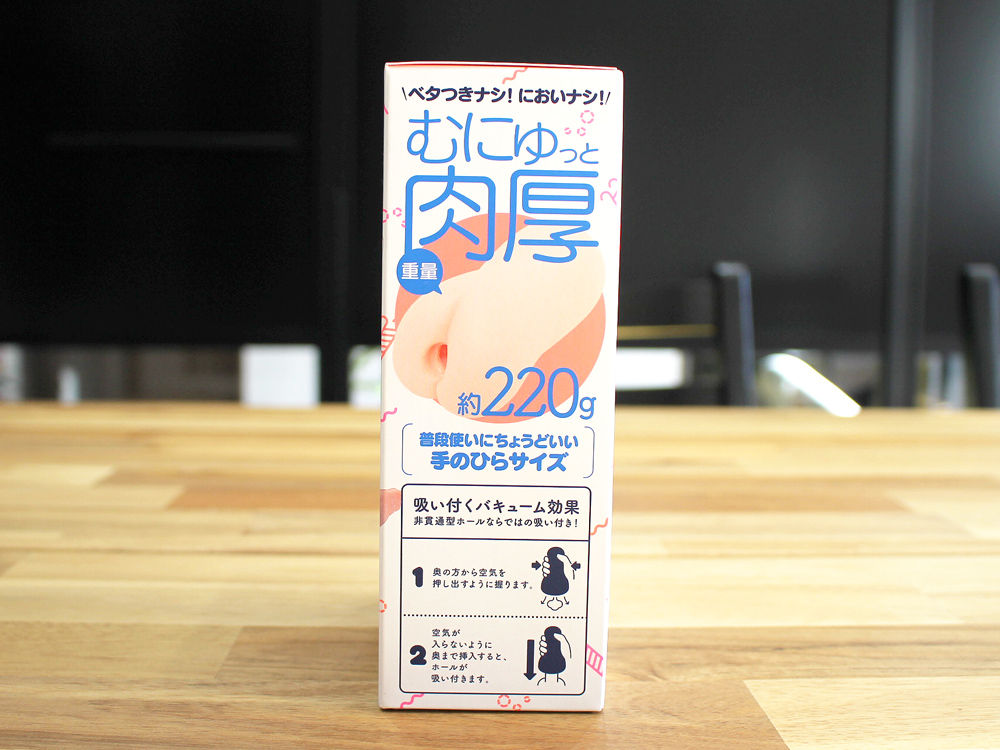 \ベタつきナシ！においナシ！/
むにゅっと
肉厚
重量
約220g
普段使いにちょうどいい
手のひらサイズ
吸い付くバキューム効果
非貫通型ホールならではの吸い付き！
1
奥の方から空気を
押し出すように握ります。
2
空気が
入らないように
奥まで挿入すると、
ホールが
吸い付きます。